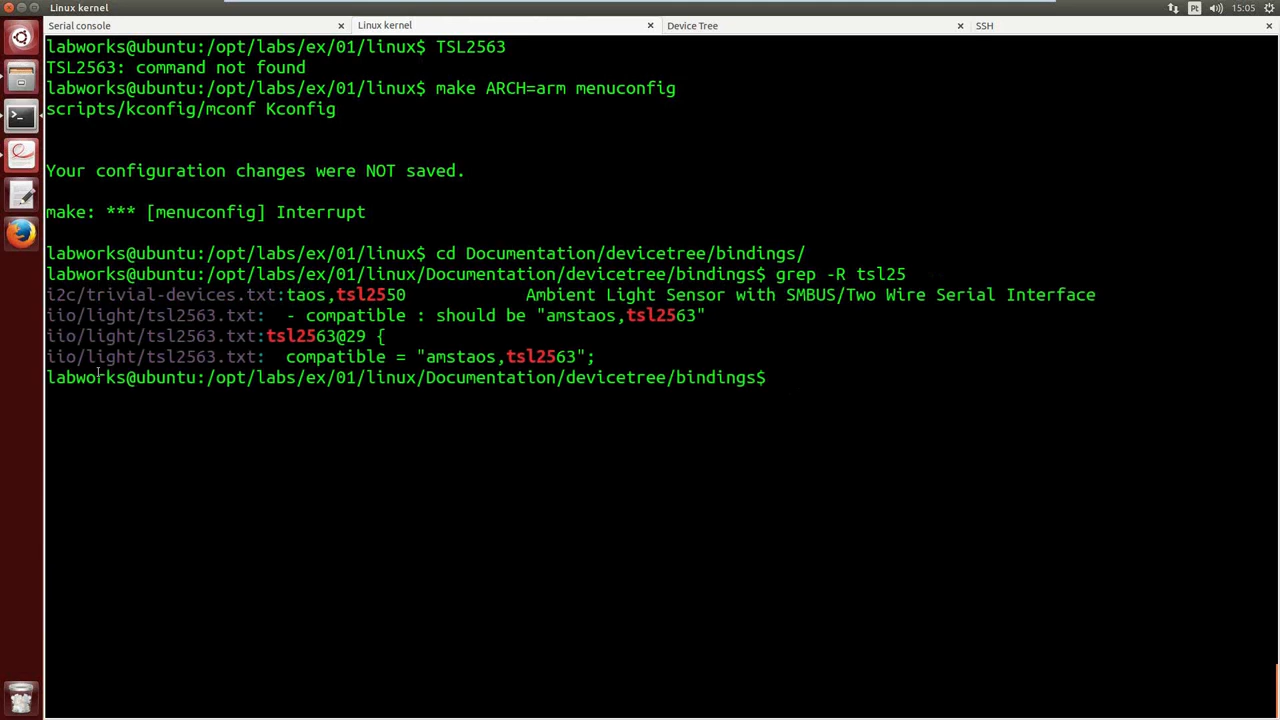 Linux kernel
Pt
15:05
Serial console
Linux kernel
Device Tree
SSH
labworks@ubuntu:/opt/labs/ex/01/linux$ TSL2563
TSL2563: command not found
labworks@ubuntu:/opt/labs/ex/01/linux$ make ARCH=arm menuconfig
scripts/kconfig/mconf Kconfig
Your configuration changes were NOT saved.
make: *** [menuconfig] Interrupt
labworks@ubuntu:/opt/labs/ex/01/linux$ cd Documentation/devicetree/bindings/
labworks@ubuntu:/opt/labs/ex/01/linux/Documentation/devicetree/bindings$ grep -R tsl25
i2c/trivial-devices.txt:taos,tsl2550 Ambient Light Sensor with SMBUS/Two Wire Serial Interface
iio/light/tsl2563.txt: - compatible : should be "amstaos,tsl2563"
iio/light/tsl2563.txt:tsl2563@29 {
iio/light/tsl2563.txt: compatible = "amstaos,tsl2563";
labworks@ubuntu:/opt/labs/ex/01/linux/Documentation/devicetree/bindings$